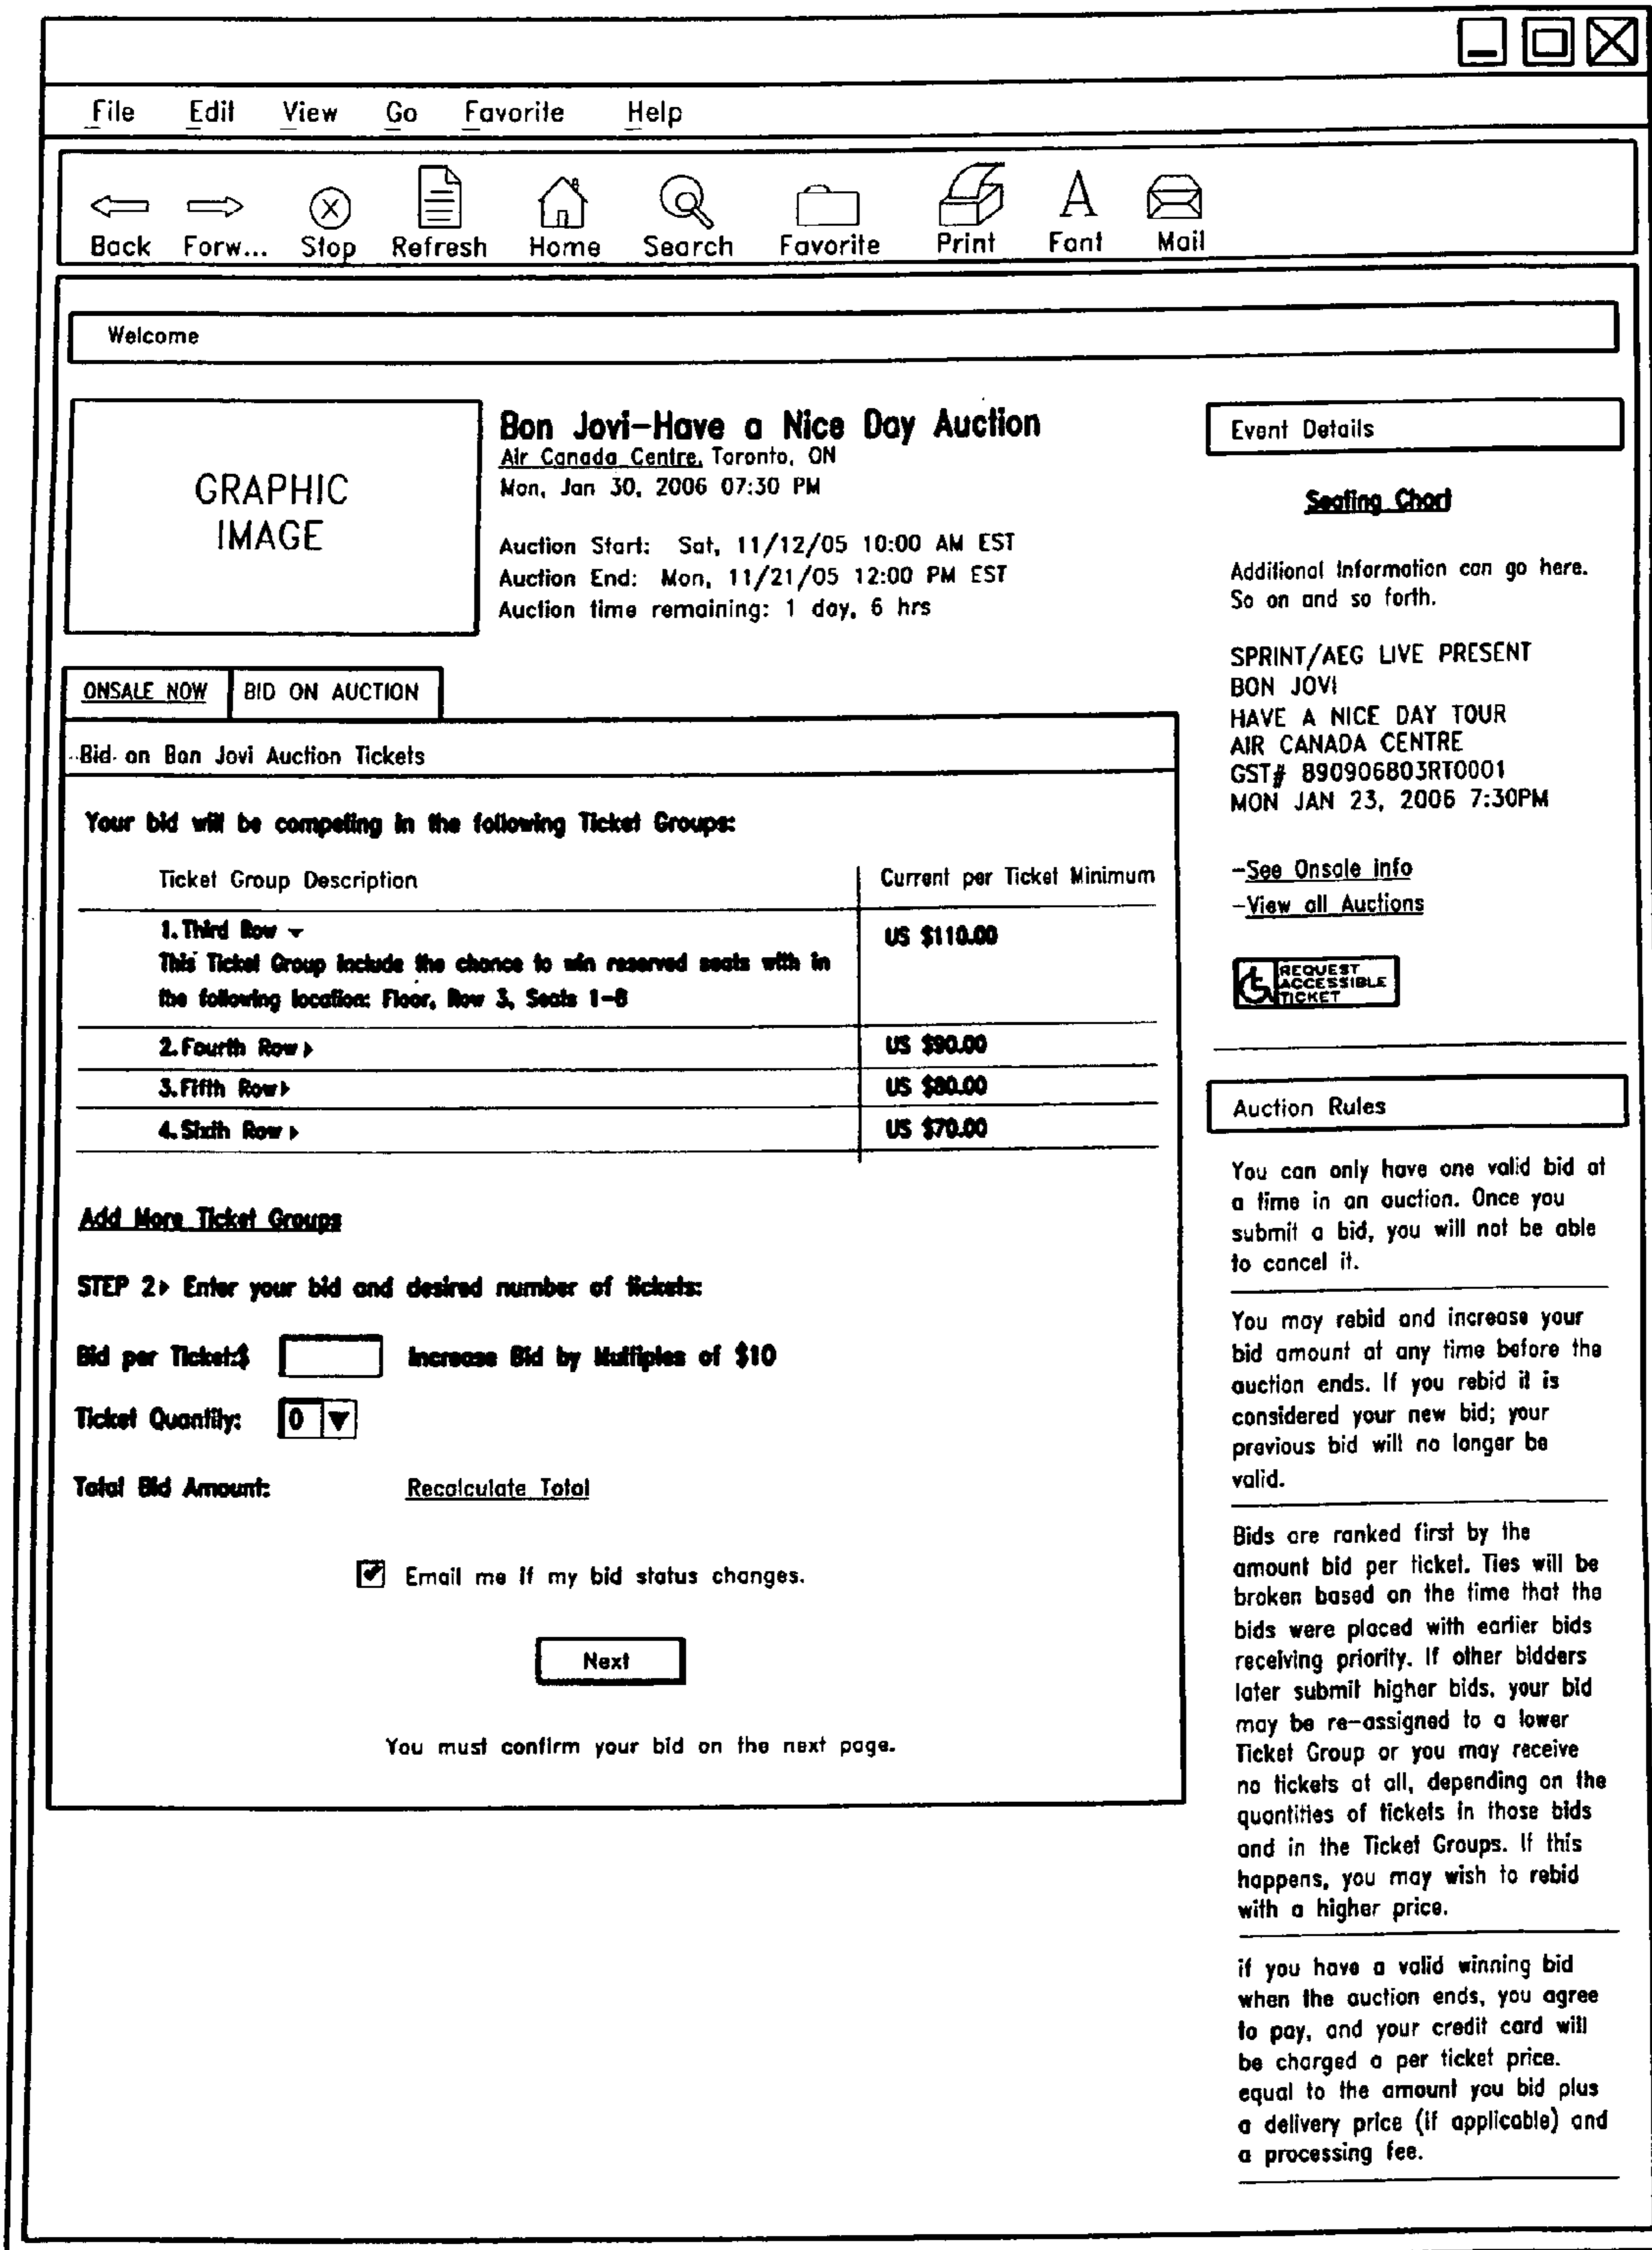 File Edit View Go Favorite Help
Back Forw... Stop Refresh Home Search Favorite Print Font Mail
Welcome
GRAPHIC
IMAGE
Bon Jovi-Have a Nice Day Auction
Air Canada Centre, Toronto, ON
Mon, Jan 30, 2006 07:30 PM
Auction Start: Sat, 11/12/05 10:00 AM EST
Auction End: Mon, 11/21/05 12:00 PM EST
Auction time remaining: 1 day, 6 hrs
ONSALE NOW BID ON AUCTION
Bid on Bon Jovi Auction Tickets
Your bid will be competing in the following Ticket Groups:
Ticket Group Description Current per Ticket Minimum
1. Third Row US $110.00
This Ticket Group include the chance to win reserved seats with in
the following location: Floor, Row 3, Seats 1-8
2. Fourth Row US $90.00
3. Fifth Row US $80.00
4. Sixth Row US $70.00
Add More Ticket Groups
STEP 2 Enter your bid and desired number of tickets:
Bid per Ticket:$ Increase Bid by Multiples of $10
Ticket Quantity: 0
Total Bid Amount: Recalculate Total
Email me if my bid status changes.
Next
You must confirm your bid on the next page.
Event Details
Seating Chart
Additional Information can go here.
So on and so forth.
SPRINT/AEG LIVE PRESENT
BON JOVI
HAVE A NICE DAY TOUR
AIR CANADA CENTRE
GST# 890906803RT0001
MON JAN 23, 2006 7:30PM
-See Onsale info
-View all Auctions
REQUEST
ACCESSIBLE
TICKET
Auction Rules
You can only have one valid bid at
a time in an auction. Once you
submit a bid, you will not be able
to cancel it.
You may rebid and increase your
bid amount at any time before the
auction ends. If you rebid it is
considered your new bid; your
previous bid will no longer be
valid.
Bids are ranked first by the
amount bid per ticket. Ties will be
broken based on the time that the
bids were placed with earlier bids
receiving priority. If other bidders
later submit higher bids, your bid
may be re-assigned to a lower
Ticket Group or you may receive
no tickets at all, depending on the
quantities of tickets in those bids
and in the Ticket Groups. If this
happens, you may wish to rebid
with a higher price.
if you have a valid winning bid
when the auction ends, you agree
to pay, and your credit card will
be charged a per ticket price.
equal to the amount you bid plus
a delivery price (if applicable) and
a processing fee.